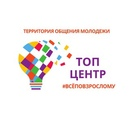 ТЕРРИТОРИЯ ОБЩЕНИЯ МОЛОДЕЖИ
ТОП
ЦЕНТР
#ВСЁПОВЗРОСЛОМУ